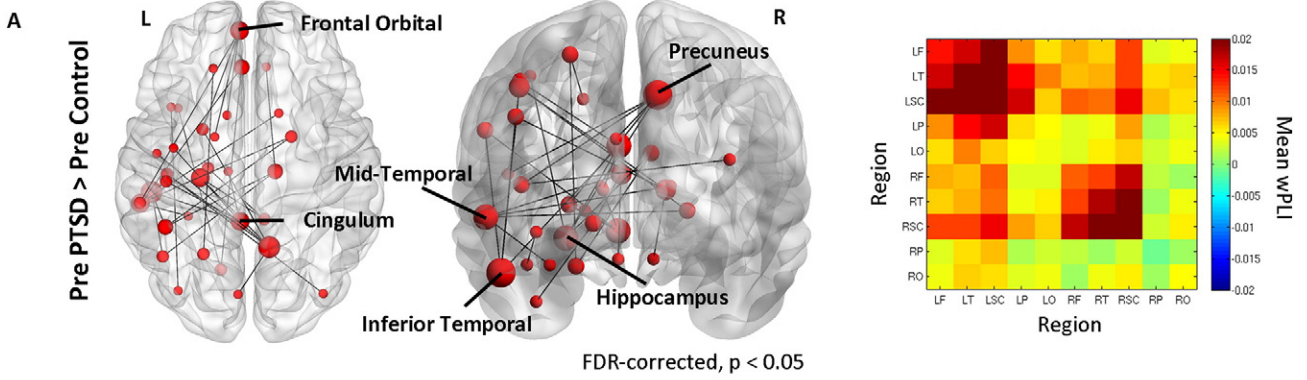 A
L
R
Pre PTSD > Pre Control
Frontal Orbital
Precuneus
Mid-Temporal
Cingulum
Hippocampus
Inferior Temporal
FDR-corrected, p < 0.05
Region
LF
LT
LSC
LP
LO
RF
RT
RSC
RP
RO
LF LT LSC LP LO RF RT RSC RP RO
Region
0.02
0.015
0.01
0.005
0
-0.005
-0.01
-0.015
-0.02
Mean wPLI